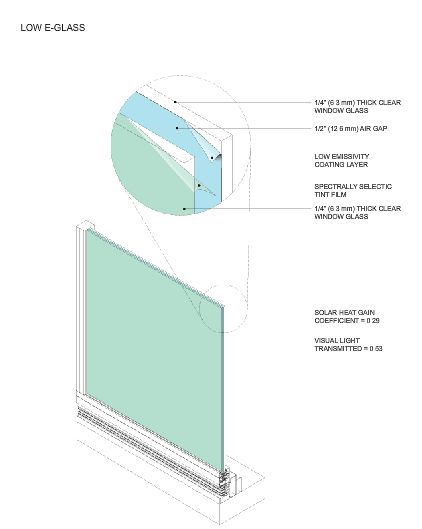 LOW E-GLASS
1/4" (6 3 mm) THICK CLEAR
WINDOW GLASS
1/2" (12 6 mm) AIR GAP
LOW EMISSIVITY
COATING LAYER
SPECTRALLY SELECTIC
TINT FILM
1/4" (6 3 mm) THICK CLEAR
WINDOW GLASS
SOLAR HEAT GAIN
COEFFICIENT = 0 29
VISUAL LIGHT
TRANSMITTED = 0 53